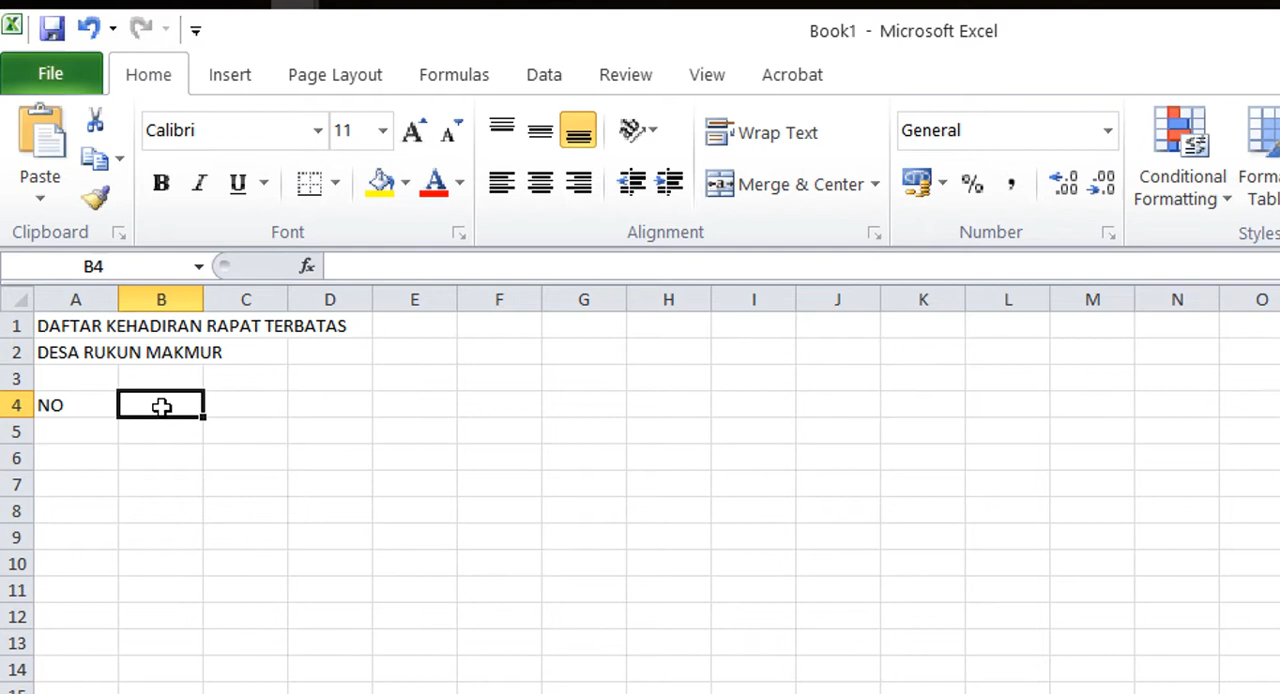 Book1 - Microsoft Excel
File Home Insert Page Layout Formulas Data Review View Acrobat
Calibri 11 Wrap Text General
Paste B I U A Merge & Center % , .00 .00 Conditional Formatting
Clipboard Font Alignment Number Styles
B4 fx
A B C D E F G H I J K L M N O
1 DAFTAR KEHADIRAN RAPAT TERBATAS
2 DESA RUKUN MAKMUR
3
4 NO
5
6
7
8
9
10
11
12
13
14